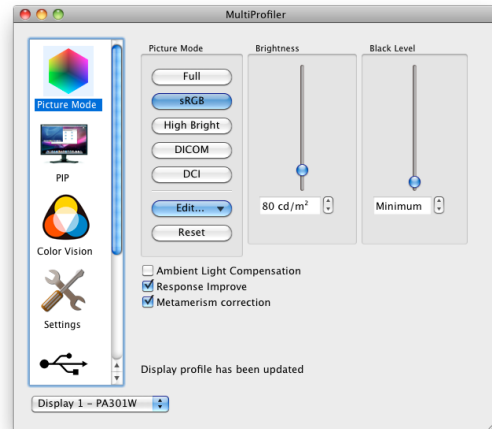 MultiProfiler
Picture Mode
PIP
Color Vision
Settings
Picture Mode
Full
sRGB
High Bright
DICOM
DCI
Edit...
Reset
Brightness
80 cd/m²
Black Level
Minimum
Ambient Light Compensation
Response Improve
Metamerism correction
Display profile has been updated
Display 1 – PA301W